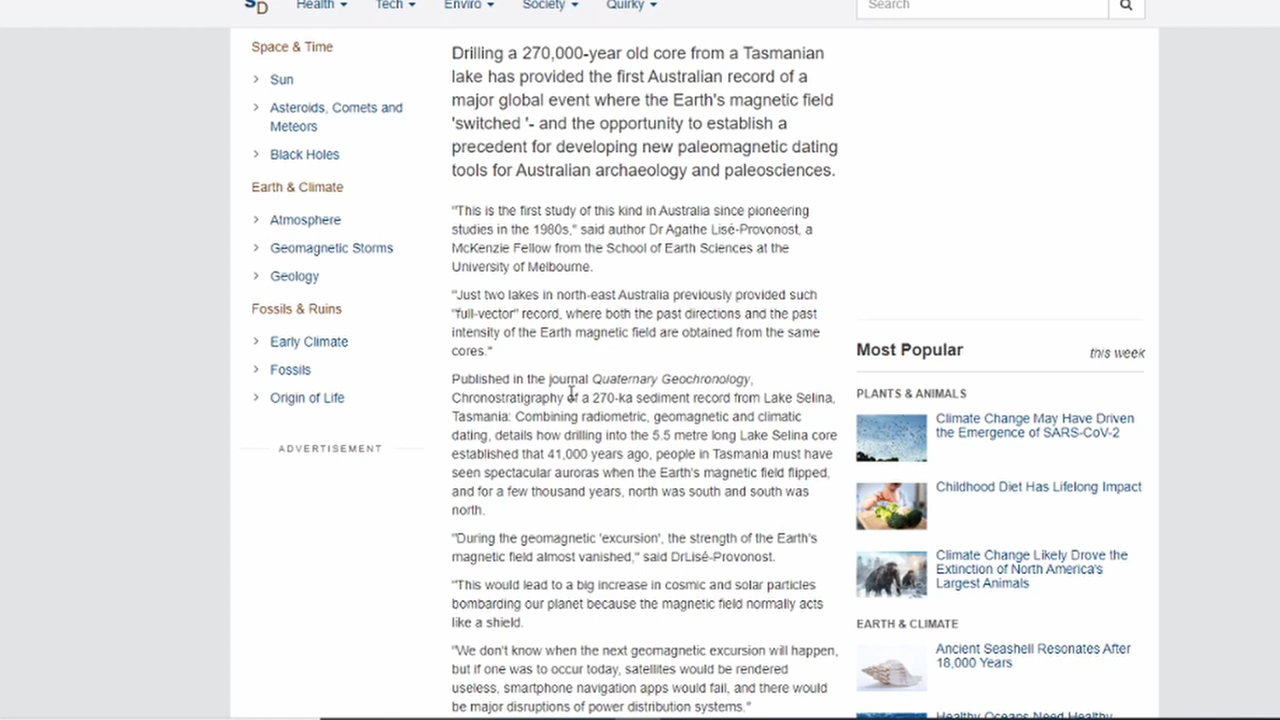 SD
Health
Tech
Enviro
Society
Quirky
Search
Space & Time
Sun
Asteroids, Comets and
Meteors
Black Holes
Earth & Climate
Atmosphere
Geomagnetic Storms
Geology
Fossils & Ruins
Early Climate
Fossils
Origin of Life
ADVERTISEMENT
Drilling a 270,000-year old core from a Tasmanian
lake has provided the first Australian record of a
major global event where the Earth's magnetic field
'switched '- and the opportunity to establish a
precedent for developing new paleomagnetic dating
tools for Australian archaeology and paleosciences.
"This is the first study of this kind in Australia since pioneering
studies in the 1980s," said author Dr Agathe Lisé-Provonost, a
McKenzie Fellow from the School of Earth Sciences at the
University of Melbourne.
"Just two lakes in north-east Australia previously provided such
"full-vector" record, where both the past directions and the past
intensity of the Earth magnetic field are obtained from the same
cores."
Published in the journal Quaternary Geochronology,
Chronostratigraphy of a 270-ka sediment record from Lake Selina,
Tasmania: Combining radiometric, geomagnetic and climatic
dating, details how drilling into the 5.5 metre long Lake Selina core
established that 41,000 years ago, people in Tasmania must have
seen spectacular auroras when the Earth's magnetic field flipped,
and for a few thousand years, north was south and south was
north.
"During the geomagnetic 'excursion', the strength of the Earth's
magnetic field almost vanished," said DrLisé-Provonost.
"This would lead to a big increase in cosmic and solar particles
bombarding our planet because the magnetic field normally acts
like a shield.
"We don't know when the next geomagnetic excursion will happen,
but if one was to occur today, satellites would be rendered
useless, smartphone navigation apps would fail, and there would
be major disruptions of power distribution systems."
Most Popular
this week
PLANTS & ANIMALS
Climate Change May Have Driven
the Emergence of SARS-CoV-2
Childhood Diet Has Lifelong Impact
Climate Change Likely Drove the
Extinction of North America's
Largest Animals
EARTH & CLIMATE
Ancient Seashell Resonates After
18,000 Years
Healthy Oceans Need Healthy